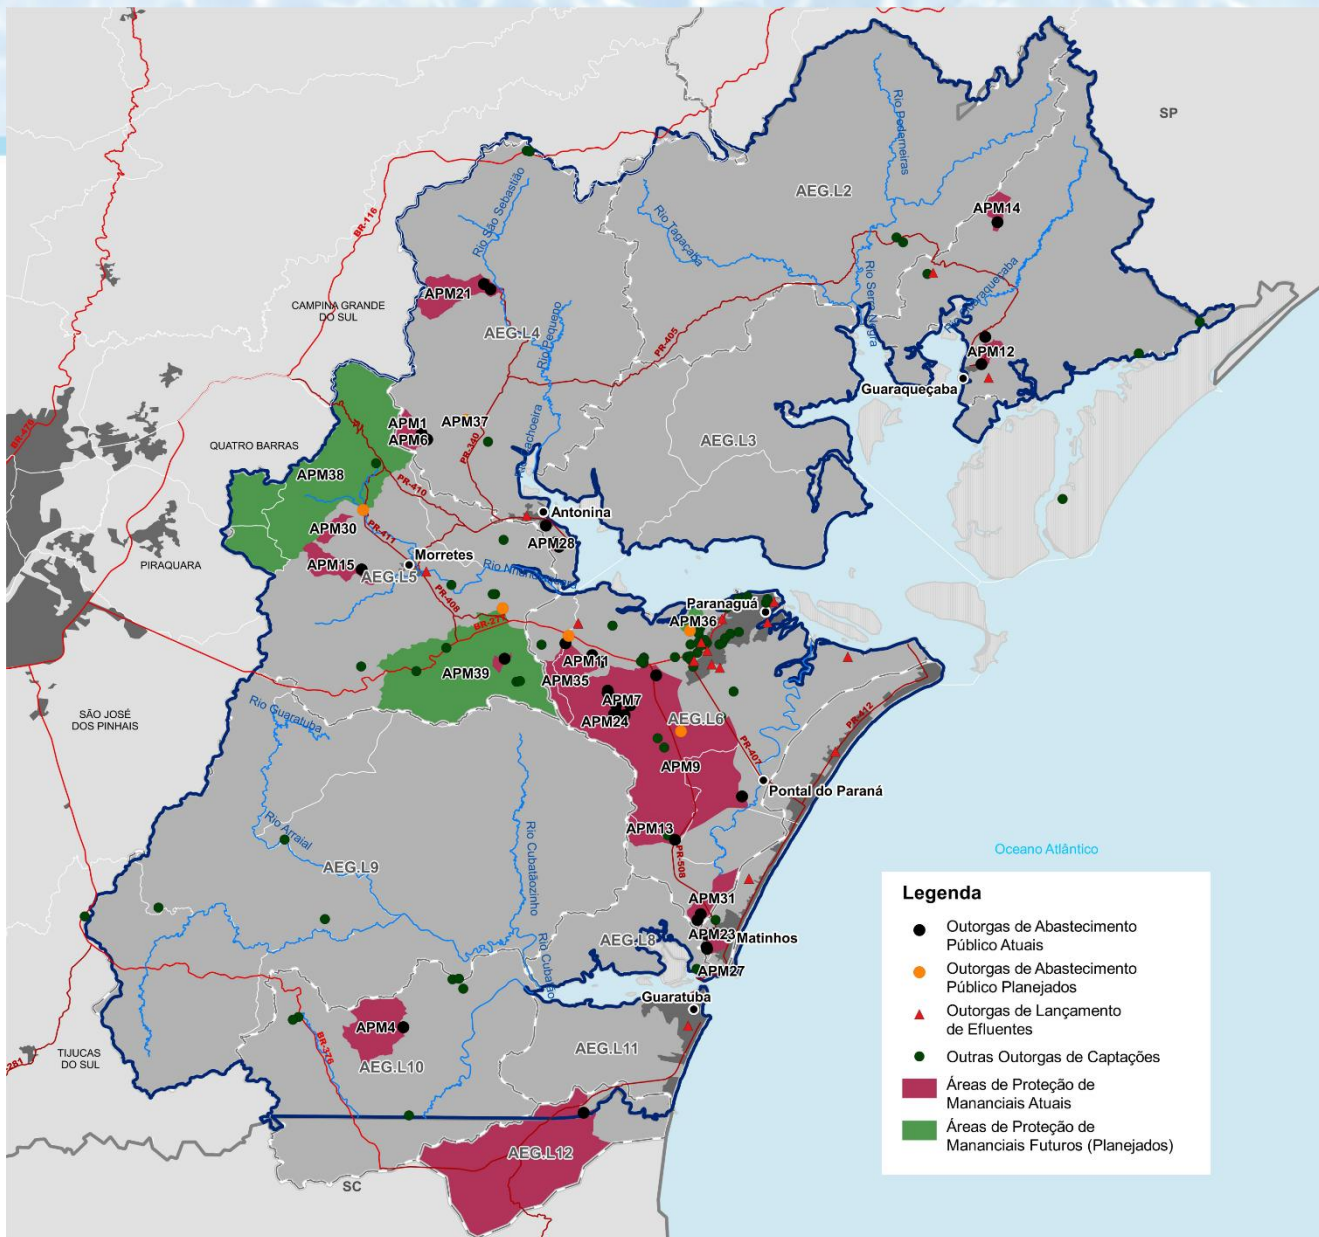 SP
Rio Pederneiras
AEG.L2
APM14
Rio São Sebastião
Rio Tagaçaba
BR-116
Rio Serra Negra
Rio Guaraqueçaba
APM21
CAMPINA GRANDE
DO SUL
AEG.L4
Rio Pequeno
PR-405
APM12
Guaraqueçaba
BR-476
APM1
APM37
APM6
QUATRO BARRAS
PR-340
Rio Cachoeira
AEG.L3
APM38
PR-410
Antonina
APM30
PR-411
APM28
PIRAQUARA
APM15
Morretes
AEG.L5
Rio Nhundiaquara
PR-408
Paranaguá
APM36
BR-277
APM11
APM39
APM35
APM7
SÃO JOSÉ
DOS PINHAIS
Rio Guaratuba
APM24
AEG.L6
PR-412
PR-407
APM9
Pontal do Paraná
Rio Arraial
Rio Cubatãozinho
APM13
PR-508
Oceano Atlântico
AEG.L9
Legenda
Outorgas de Abastecimento
Público Atuais
Outorgas de Abastecimento
Público Planejados
Outorgas de Lançamento
de Efluentes
Outras Outorgas de Captações
Áreas de Proteção de
Mananciais Atuais
Áreas de Proteção de
Mananciais Futuros (Planejados)
APM31
AEG.L8
APM23
Matinhos
Rio Cubatão
APM27
Guaratuba
APM4
BR-376
AEG.L11
TIJUCAS
DO SUL
AEG.L10
AEG.L12
SC